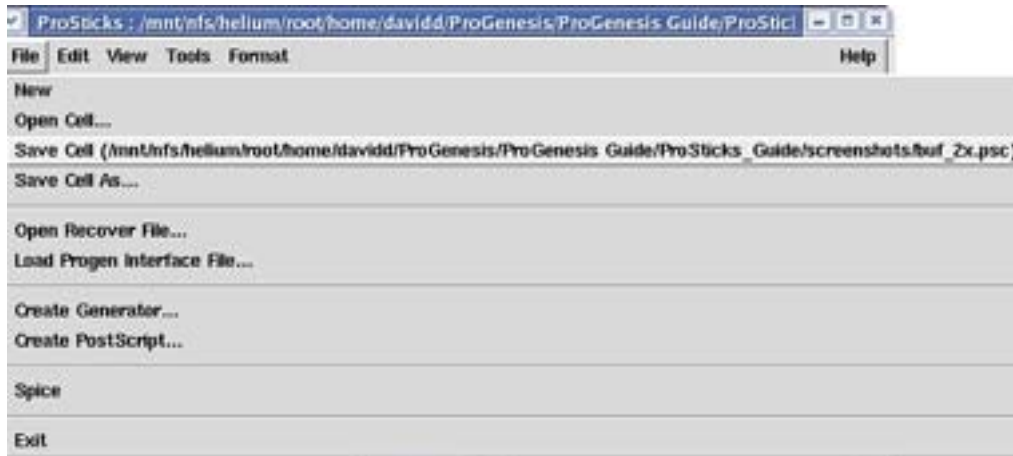 ProSticks : /mnt/nfs/helium/root/home/davidd/ProGenesis/ProGenesis Guide/ProSticl
File Edit View Tools Format Help
New
Open Cell...
Save Cell (/mnt/nfs/helium/root/home/davidd/ProGenesis/ProGenesis Guide/ProSticks_Guide/screenshots/buf_2x.psc)
Save Cell As...
Open Recover File...
Load Progen Interface File...
Create Generator...
Create PostScript...
Spice
Exit